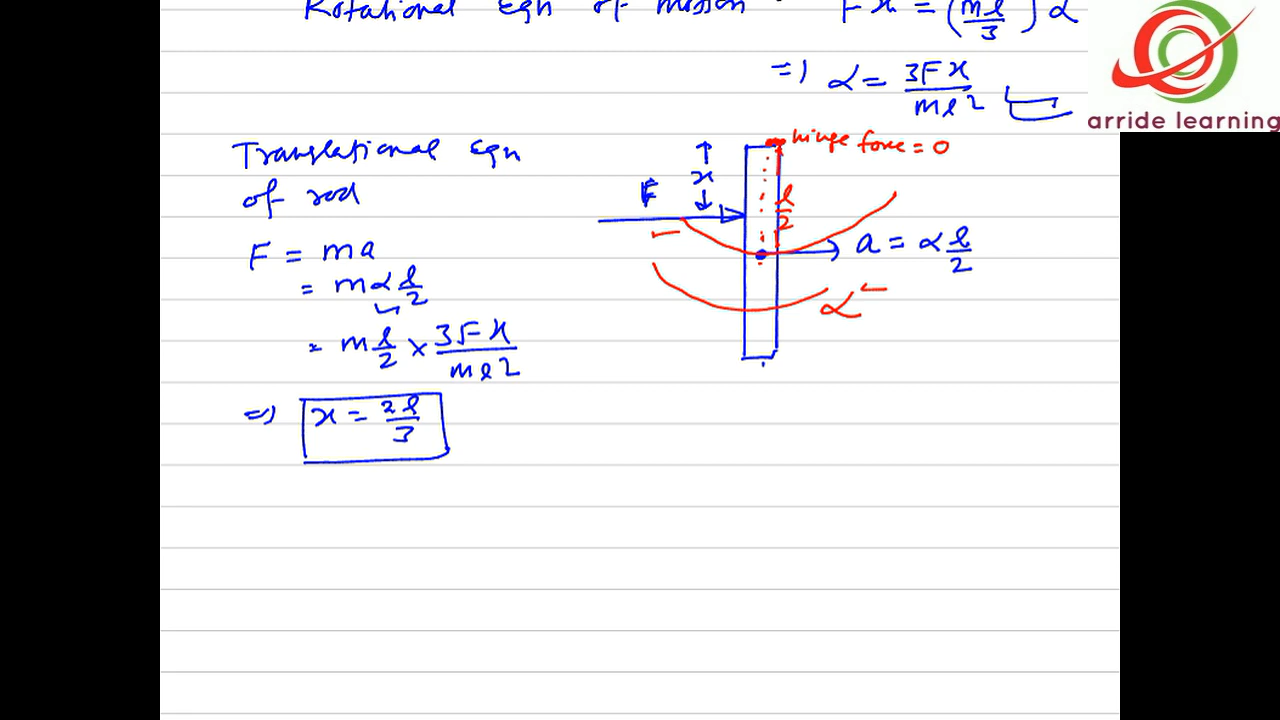 Rotational Eqn of motion : Fx = (ml²/3) α
=) α = 3Fx/ml2
arride learning
Translational Eqn
of rod
hinge force = 0
x
F
l/2
F = ma
a = α l/2
= mα l/2
α
= m l/2 × 3Fx/ml2
=) x = 2l/3